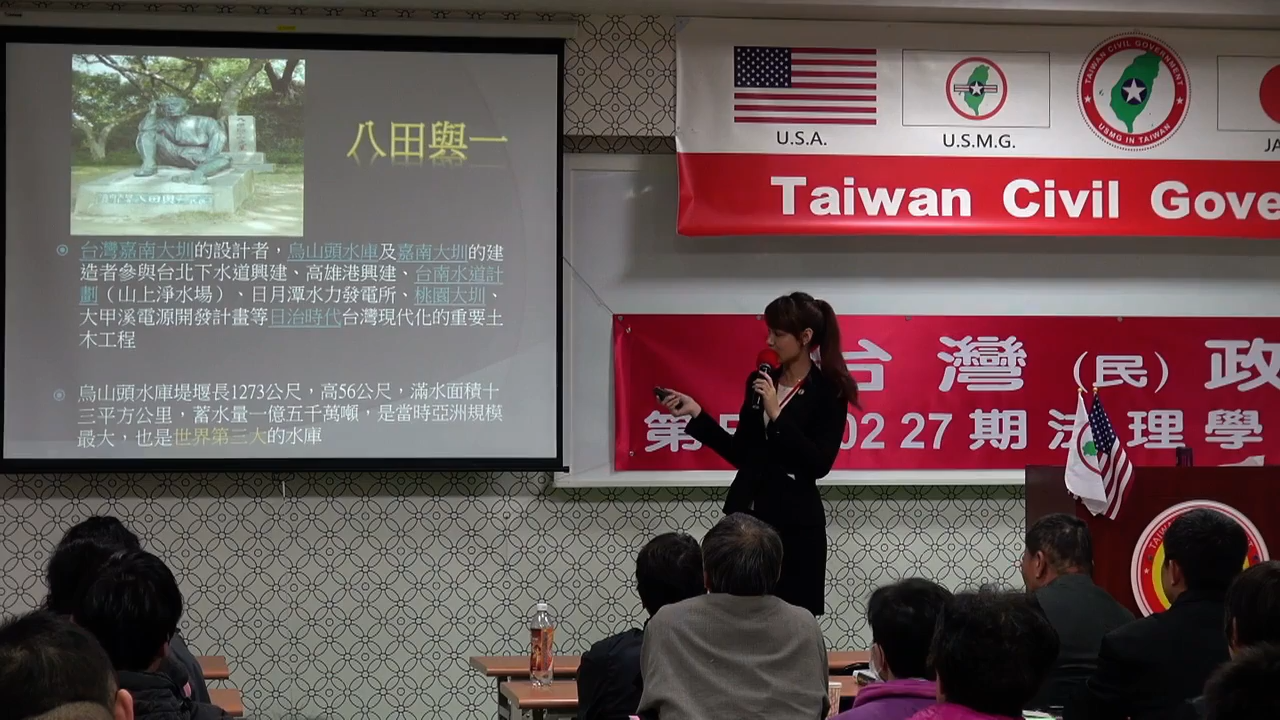 八田與一
台灣嘉南大圳的設計者，烏山頭水庫及嘉南大圳的建
造者參與台北下水道興建、高雄港興建、台南水道計
劃（山上淨水場）、日月潭水力發電所、桃園大圳、
大甲溪電源開發計畫等日治時代台灣現代化的重要土
木工程
烏山頭水庫堤堰長1273公尺，高56公尺，滿水面積十
三平方公里，蓄水量一億五千萬噸，是當時亞洲規模
最大，也是世界第三大的水庫
U.S.A.
U.S.M.G.
TAIWAN CIVIL GOVERNMENT
USMG IN TAIWAN
JA
Taiwan Civil Gove
台灣（民）政
第 02 27 期 法理學